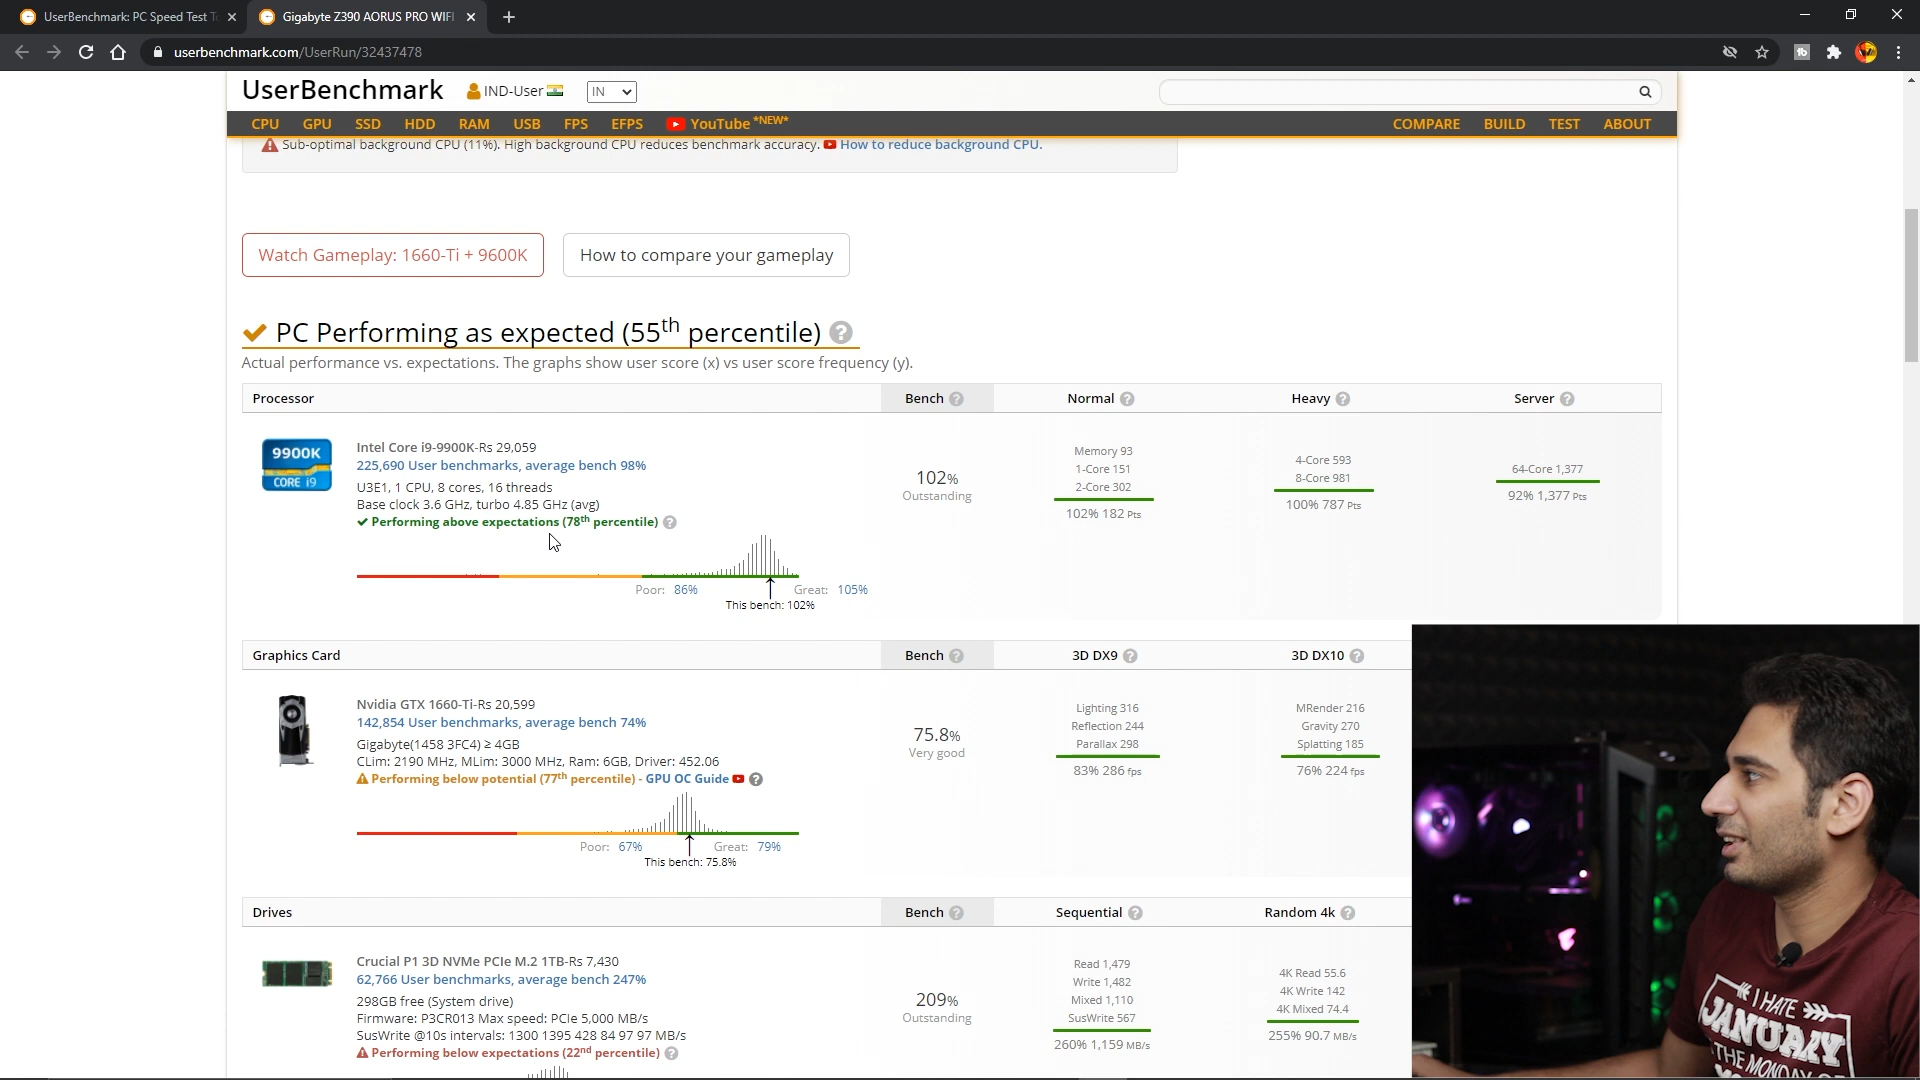 UserBenchmark: PC Speed Test T
Gigabyte Z390 AORUS PRO WIFI
userbenchmark.com/UserRun/32437478
UserBenchmark
IND-User
IN
CPU GPU SSD HDD RAM USB FPS EFPS YouTube *NEW*
COMPARE BUILD TEST ABOUT
Sub-optimal background CPU (11%). High background CPU reduces benchmark accuracy. How to reduce background CPU.
Watch Gameplay: 1660-Ti + 9600K
How to compare your gameplay
PC Performing as expected (55th percentile) ?
Actual performance vs. expectations. The graphs show user score (x) vs user score frequency (y).
Processor Bench ? Normal ? Heavy ? Server ?
9900K
CORE i9
Intel Core i9-9900K-Rs 29,059
225,690 User benchmarks, average bench 98%
U3E1, 1 CPU, 8 cores, 16 threads
Base clock 3.6 GHz, turbo 4.85 GHz (avg)
Performing above expectations (78th percentile) ?
Poor: 86% Great: 105%
This bench: 102%
102%
Outstanding
Memory 93
1-Core 151
2-Core 302
102% 182 Pts
4-Core 593
8-Core 981
100% 787 Pts
64-Core 1,377
92% 1,377 Pts
Graphics Card Bench ? 3D DX9 ? 3D DX10 ?
Nvidia GTX 1660-Ti-Rs 20,599
142,854 User benchmarks, average bench 74%
Gigabyte(1458 3FC4) ≥ 4GB
CLim: 2190 MHz, MLim: 3000 MHz, Ram: 6GB, Driver: 452.06
Performing below potential (77th percentile) - GPU OC Guide ?
Poor: 67% Great: 79%
This bench: 75.8%
75.8%
Very good
Lighting 316
Reflection 244
Parallax 298
83% 286 fps
MRender 216
Gravity 270
Splatting 185
76% 224 fps
Drives Bench ? Sequential ? Random 4k ?
Crucial P1 3D NVMe PCIe M.2 1TB-Rs 7,430
62,766 User benchmarks, average bench 247%
298GB free (System drive)
Firmware: P3CR013 Max speed: PCIe 5,000 MB/s
SusWrite @10s intervals: 1300 1395 428 84 97 97 MB/s
Performing below expectations (22nd percentile) ?
209%
Outstanding
Read 1,479
Write 1,482
Mixed 1,110
SusWrite 567
260% 1,159 MB/s
4K Read 55.6
4K Write 142
4K Mixed 74.4
255% 90.7 MB/s
I HATE
JANUARY
THE MONDAY OF